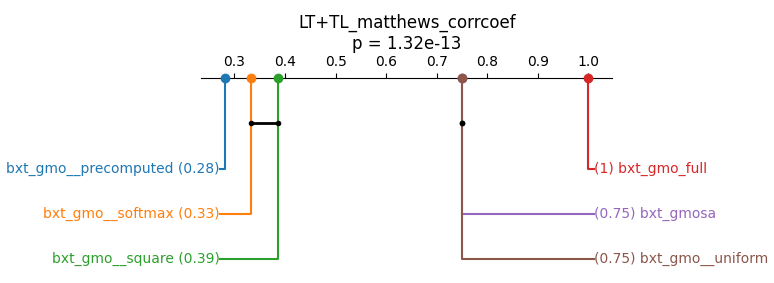 LT+TL_matthews_corrcoef
p = 1.32e-13
0.3 0.4 0.5 0.6 0.7 0.8 0.9 1.0
bxt_gmo__precomputed (0.28) (1) bxt_gmo_full
bxt_gmo__softmax (0.33) (0.75) bxt_gmosa
bxt_gmo__square (0.39) (0.75) bxt_gmo__uniform